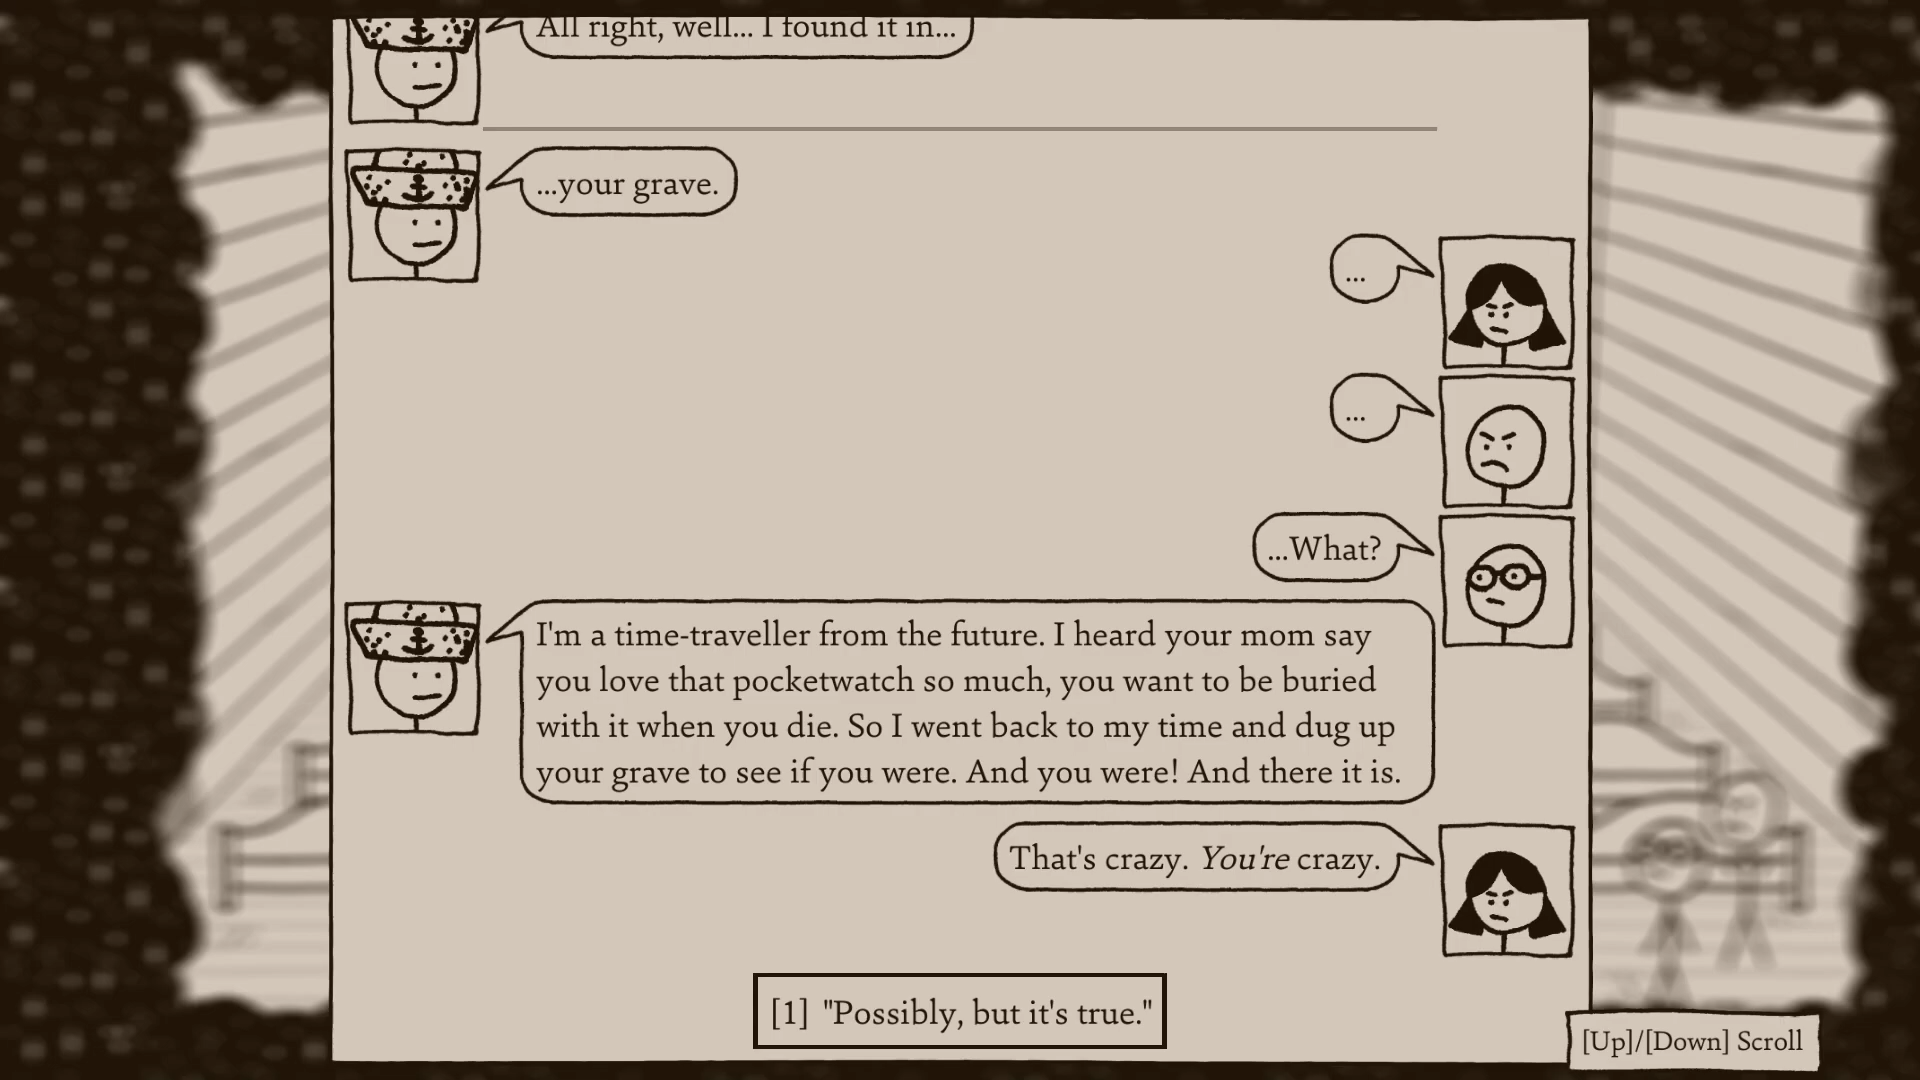 All right, well... I found it in...
...your grave.
...
...
...What?
I'm a time-traveller from the future. I heard your mom say
you love that pocketwatch so much, you want to be buried
with it when you die. So I went back to my time and dug up
your grave to see if you were. And you were! And there it is.
That's crazy. You're crazy.
[1] "Possibly, but it's true."
[Up]/[Down] Scroll